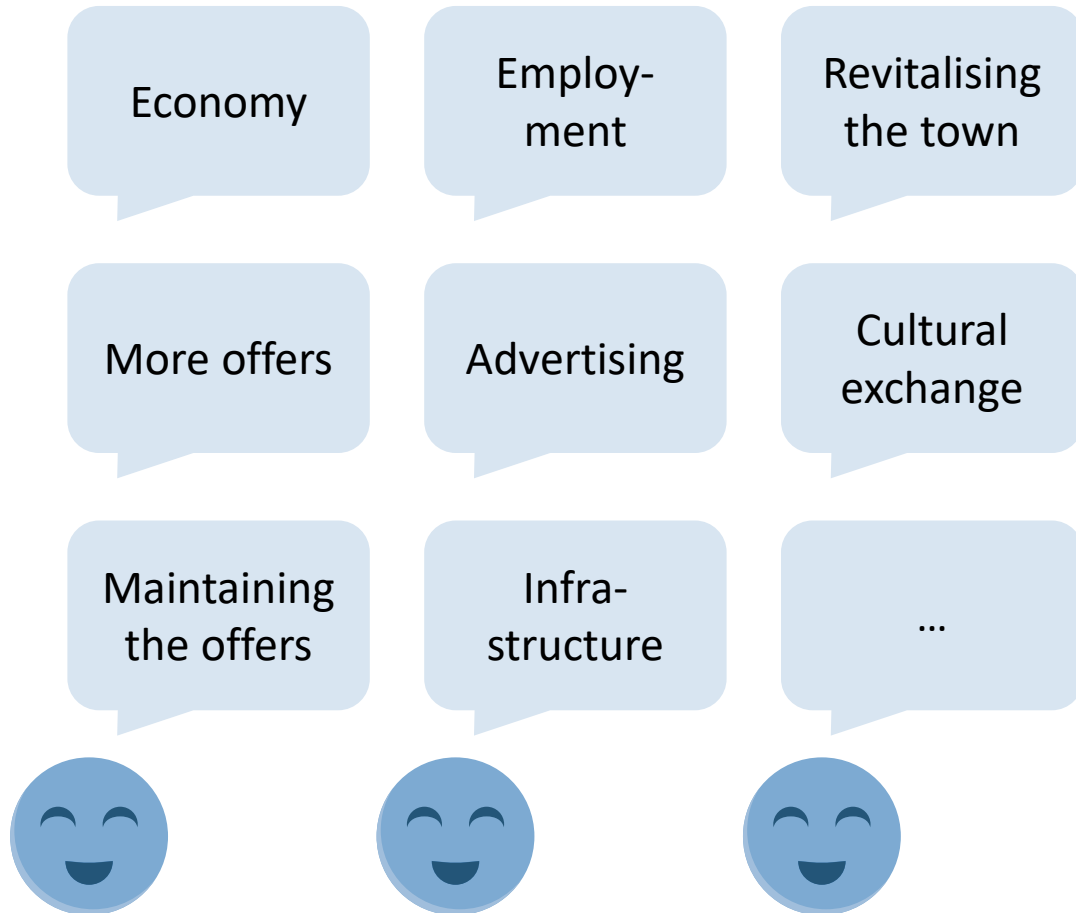 Economy
Employ-
ment
Revitalising
the town
More offers
Advertising
Cultural
exchange
Maintaining
the offers
Infra-
structure
...